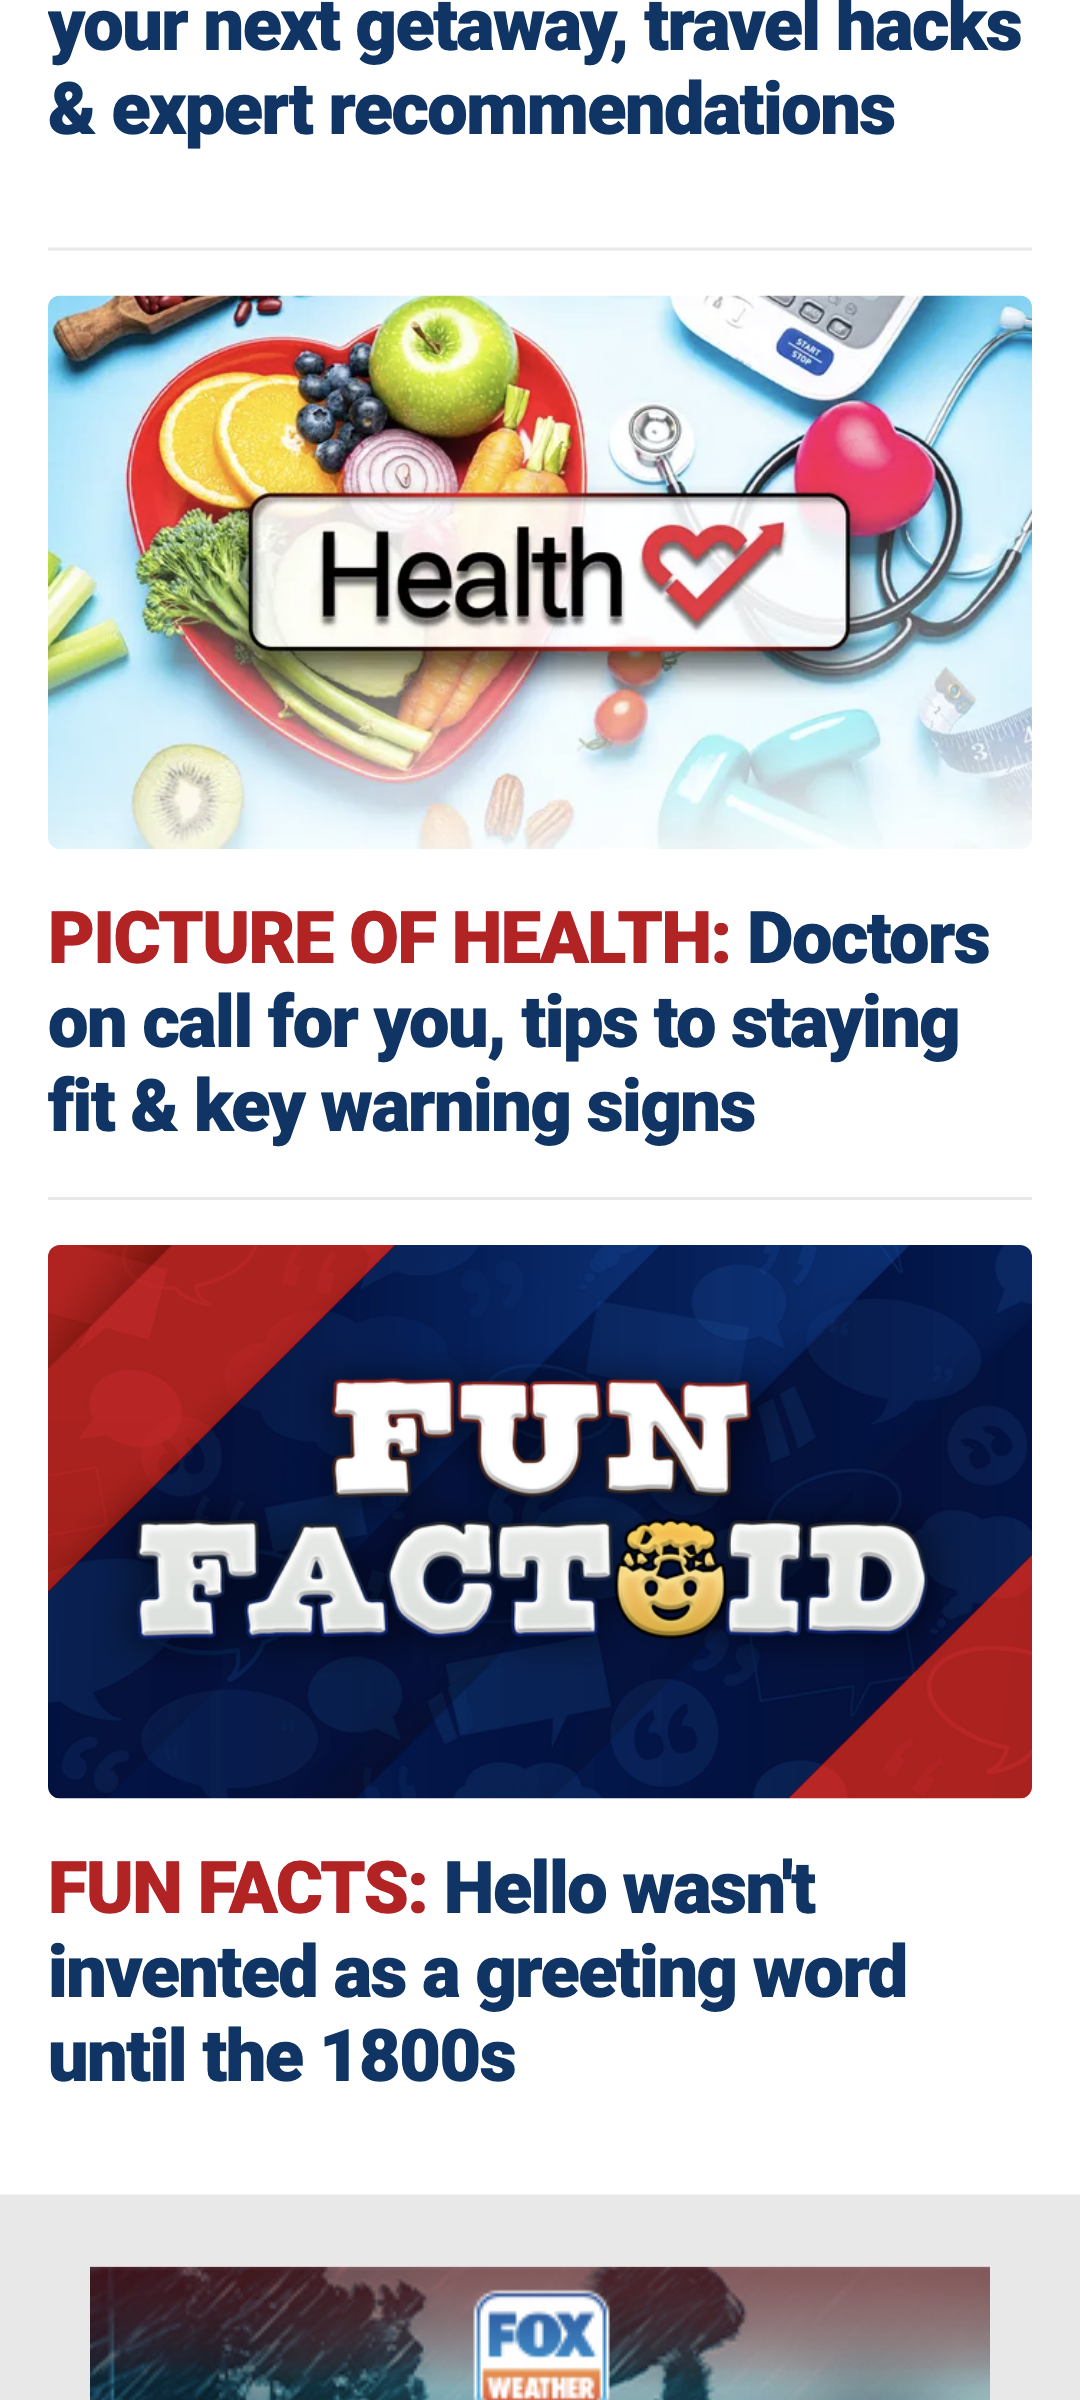 your next getaway, travel hacks
& expert recommendations
START
STOP
Health
3
PICTURE OF HEALTH: Doctors
on call for you, tips to staying
fit & key warning signs
FUN
FACTOID
FUN FACTS: Hello wasn't
invented as a greeting word
until the 1800s
FOX
WEATHER